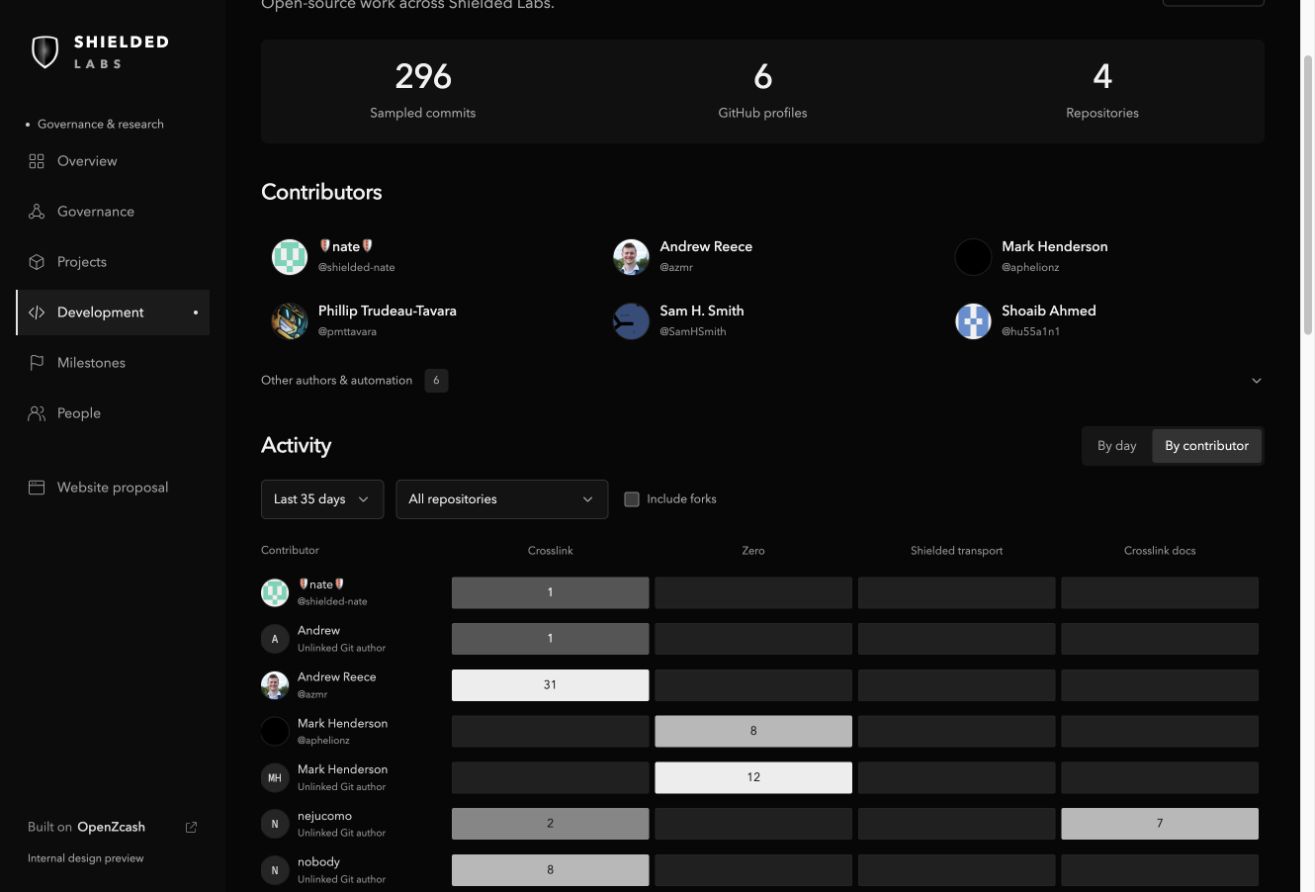 Open-source work across Shielded Labs.
SHIELDED
LABS
Governance & research
Overview
Governance
Projects
Development
Milestones
People
Website proposal
Built on OpenZcash
Internal design preview
296
Sampled commits
6
GitHub profiles
4
Repositories
Contributors
nate
@shielded-nate
Andrew Reece
@azmr
Mark Henderson
@aphelionz
Phillip Trudeau-Tavara
@pmttavara
Sam H. Smith
@SamHSmith
Shoaib Ahmed
@hu55a1n1
Other authors & automation 6
Activity
By day By contributor
Last 35 days All repositories Include forks
Contributor Crosslink Zero Shielded transport Crosslink docs
nate
@shielded-nate
1
A
Andrew
Unlinked Git author
1
Andrew Reece
@azmr
31
Mark Henderson
@aphelionz
8
MH
Mark Henderson
Unlinked Git author
12
N
nejucomo
Unlinked Git author
2 7
N
nobody
Unlinked Git author
8